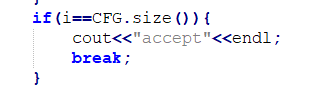 if(i==CFG.size()){
cout<<"accept"<<endl;
break;
}